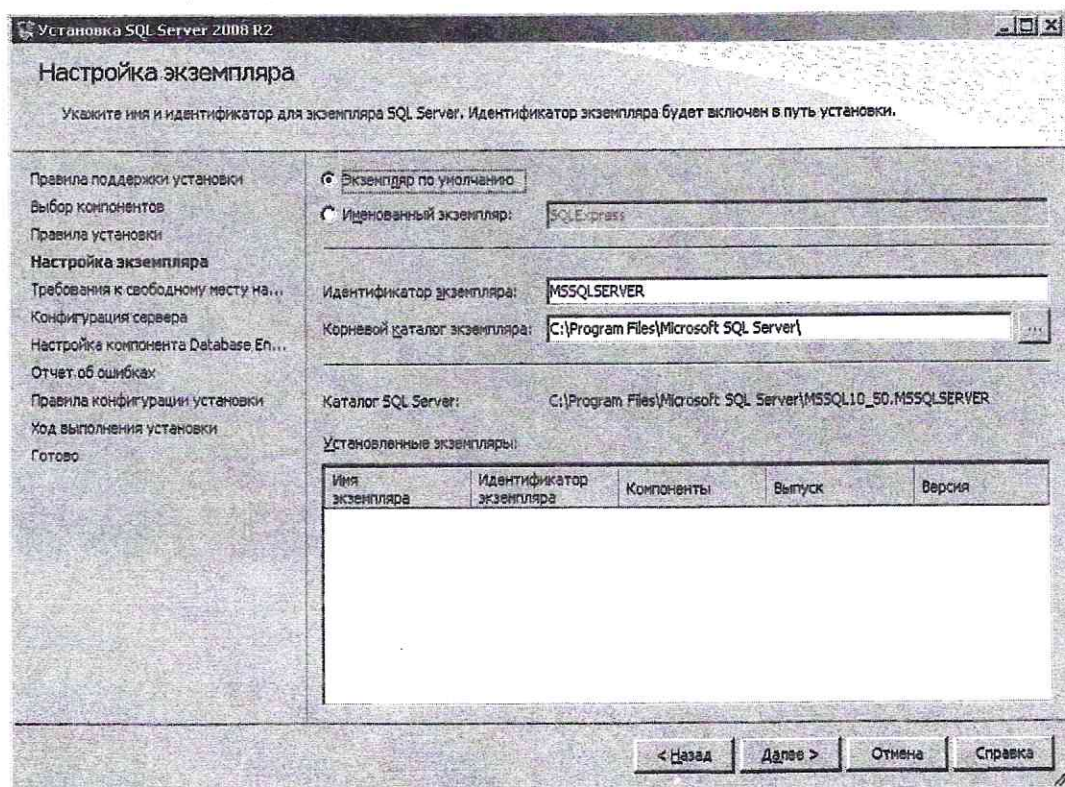 Установка SQL Server 2008 R2
Настройка экземпляра
Укажите имя и идентификатор для экземпляра SQL Server. Идентификатор экземпляра будет включен в путь установки.
Правила поддержки установки
Выбор компонентов
Правила установки
Настройка экземпляра
Требования к свободному месту на...
Конфигурация сервера
Настройка компонента Database En...
Отчет об ошибках
Правила конфигурации установки
Ход выполнения установки
Готово
Экземпляр по умолчанию
Именованный экземпляр: SQLExpress
Идентификатор экземпляра: MSSQLSERVER
Корневой каталог экземпляра: C:\Program Files\Microsoft SQL Server\ ...
Каталог SQL Server: C:\Program Files\Microsoft SQL Server\MSSQL10_50.MSSQLSERVER
Установленные экземпляры:
Имя экземпляра
Идентификатор экземпляра
Компоненты
Выпуск
Версия
< Назад
Далее >
Отмена
Справка